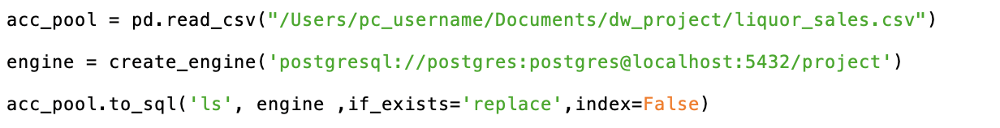 acc_pool = pd.read_csv("/Users/pc_username/Documents/dw_project/liquor_sales.csv")
engine = create_engine('postgresql://postgres:postgres@localhost:5432/project')
acc_pool.to_sql('ls', engine ,if_exists='replace',index=False)